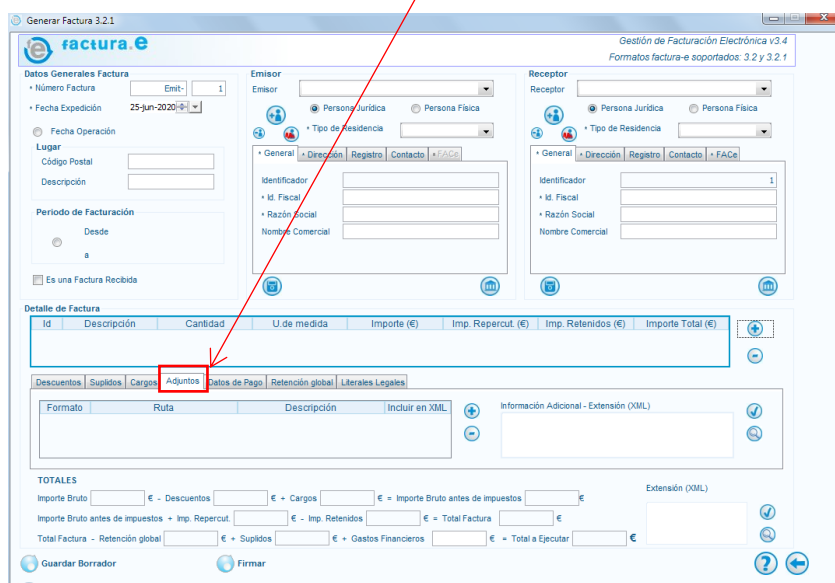 Generar Factura 3.2.1
factura.e
Gestión de Facturación Electrónica v3.4
Formatos factura-e soportados: 3.2 y 3.2.1
Datos Generales Factura
* Número Factura Emit- 1
* Fecha Expedición 25-jun-2020
Fecha Operación
Lugar
Código Postal
Descripción
Periodo de Facturación
Desde
a
Es una Factura Recibida
Emisor
Emisor
Persona Jurídica Persona Física
* Tipo de Residencia
* General * Dirección Registro Contacto * FACe
Identificador
* Id. Fiscal
* Razón Social
Nombre Comercial
Receptor
Receptor
Persona Jurídica Persona Física
* Tipo de Residencia
* General * Dirección Registro Contacto * FACe
Identificador 1
* Id. Fiscal
* Razón Social
Nombre Comercial
Detalle de Factura
Id Descripción Cantidad U.de medida Importe (€) Imp. Repercut. (€) Imp. Retenidos (€) Importe Total (€)
Descuentos Suplidos Cargos Adjuntos Datos de Pago Retención global Literales Legales
Formato Ruta Descripción Incluir en XML
Información Adicional - Extensión (XML)
TOTALES
Importe Bruto € - Descuentos € + Cargos € = Importe Bruto antes de impuestos €
Importe Bruto antes de impuestos + Imp. Repercut. € - Imp. Retenidos € = Total Factura €
Total Factura - Retención global € + Suplidos € + Gastos Financieros € = Total a Ejecutar €
Extensión (XML)
Guardar Borrador
Firmar